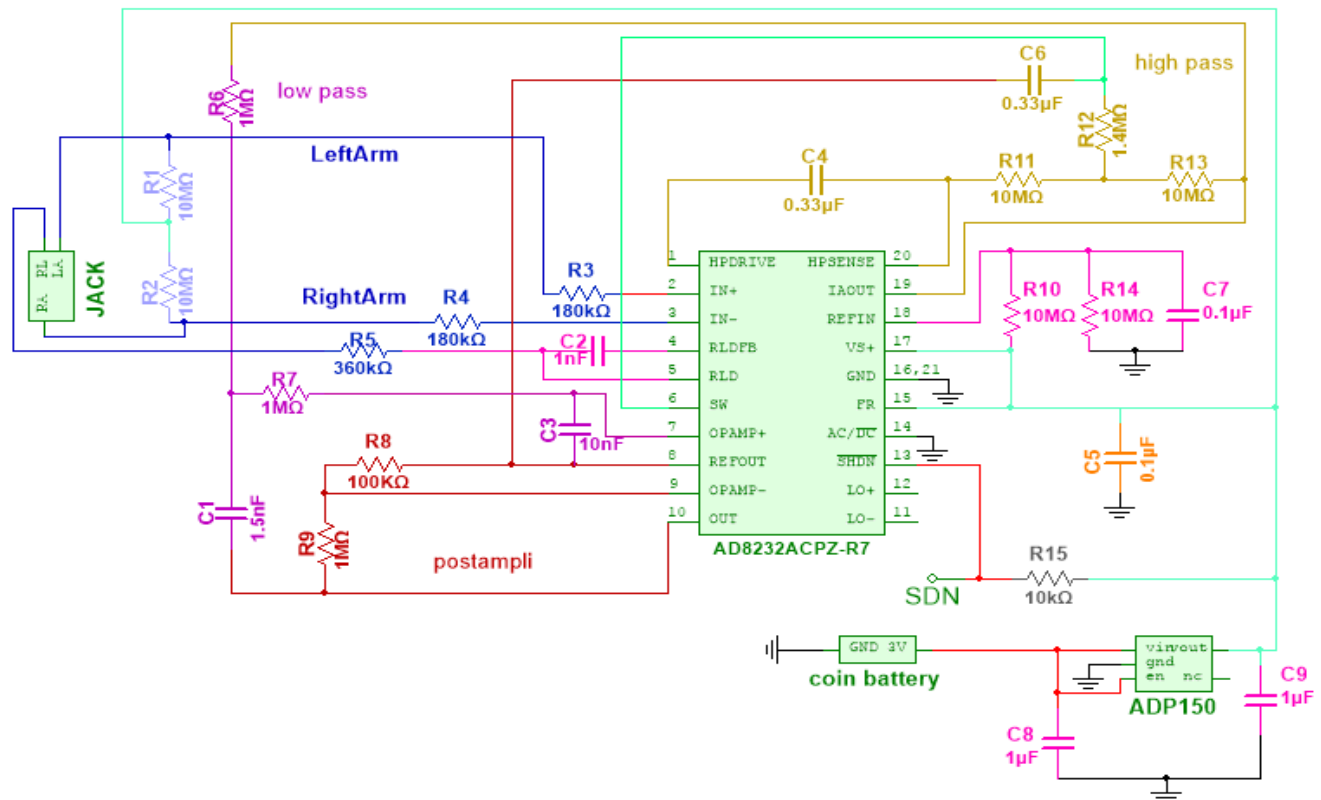 low pass
high pass
postampli
R6
1MΩ
C6
0.33µF
R12
1.4MΩ
LeftArm
R1
10MΩ
C4
0.33µF
R11
10MΩ
R13
10MΩ
RL
LA
RA
JACK
R2
10MΩ
RightArm
R3
180kΩ
R4
180kΩ
R5
360kΩ
C2
1nF
R7
1MΩ
C3
10nF
R8
100KΩ
C1
1.5nF
R9
1MΩ
1 HPDRIVE HPSENSE 20
2 IN+ IAOUT 19
3 IN- REFIN 18
4 RLDFB VS+ 17
5 RLD GND 16,21
6 SW FR 15
7 OPAMP+ AC/DC 14
8 REFOUT SHDN 13
9 OPAMP- LO+ 12
10 OUT LO- 11
AD8232ACPZ-R7
R10
10MΩ
R14
10MΩ
C7
0.1µF
C5
0.1µF
R15
10kΩ
SDN
GND 3V
coin battery
vin vout
gnd
en nc
ADP150
C8
1µF
C9
1µF